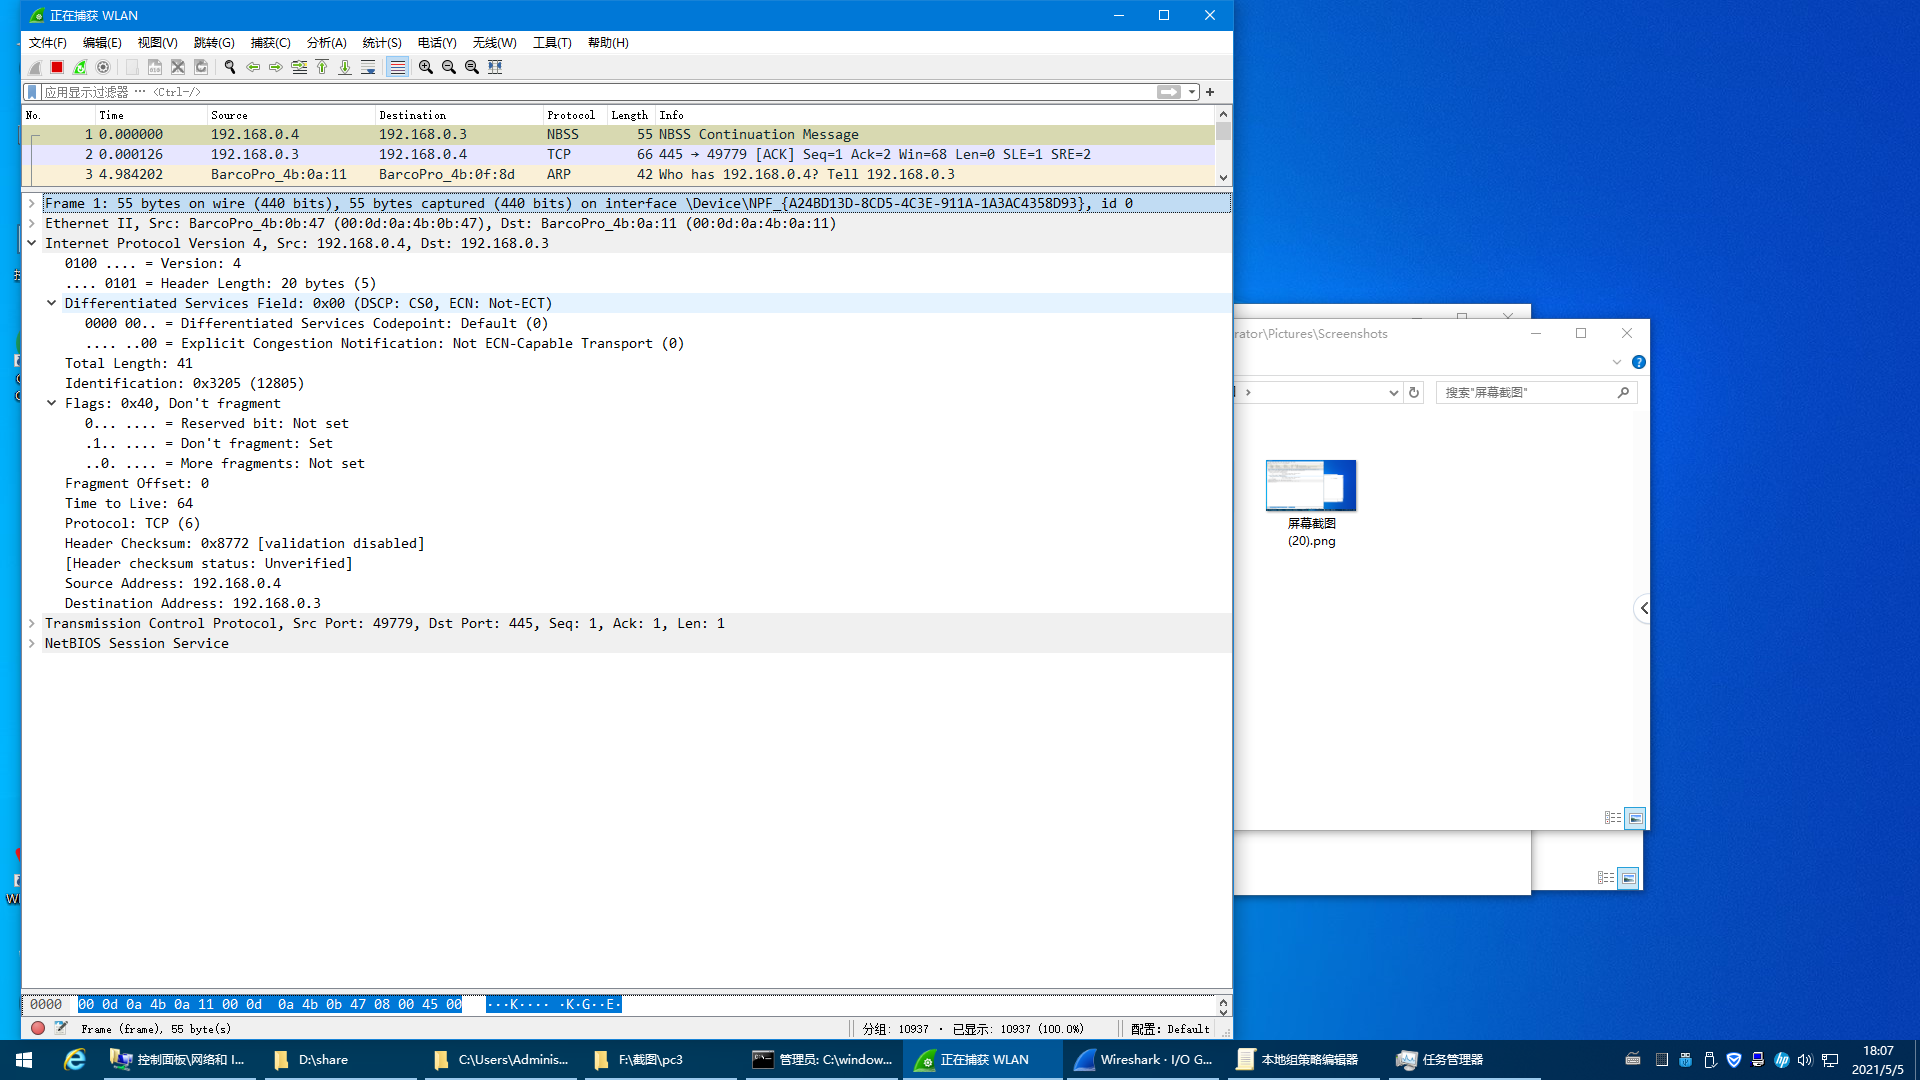 正在捕获 WLAN
文件(F) 编辑(E) 视图(V) 跳转(G) 捕获(C) 分析(A) 统计(S) 电话(Y) 无线(W) 工具(T) 帮助(H)
应用显示过滤器 … <Ctrl-/>
No. Time Source Destination Protocol Length Info
1 0.000000 192.168.0.4 192.168.0.3 NBSS 55 NBSS Continuation Message
2 0.000126 192.168.0.3 192.168.0.4 TCP 66 445 → 49779 [ACK] Seq=1 Ack=2 Win=68 Len=0 SLE=1 SRE=2
3 4.984202 BarcoPro_4b:0a:11 BarcoPro_4b:0f:8d ARP 42 Who has 192.168.0.4? Tell 192.168.0.3
Frame 1: 55 bytes on wire (440 bits), 55 bytes captured (440 bits) on interface \Device\NPF_{A24BD13D-8CD5-4C3E-911A-1A3AC4358D93}, id 0
Ethernet II, Src: BarcoPro_4b:0b:47 (00:0d:0a:4b:0b:47), Dst: BarcoPro_4b:0a:11 (00:0d:0a:4b:0a:11)
Internet Protocol Version 4, Src: 192.168.0.4, Dst: 192.168.0.3
0100 .... = Version: 4
.... 0101 = Header Length: 20 bytes (5)
Differentiated Services Field: 0x00 (DSCP: CS0, ECN: Not-ECT)
0000 00.. = Differentiated Services Codepoint: Default (0)
.... ..00 = Explicit Congestion Notification: Not ECN-Capable Transport (0)
Total Length: 41
Identification: 0x3205 (12805)
Flags: 0x40, Don't fragment
0... .... = Reserved bit: Not set
.1.. .... = Don't fragment: Set
..0. .... = More fragments: Not set
Fragment Offset: 0
Time to Live: 64
Protocol: TCP (6)
Header Checksum: 0x8772 [validation disabled]
[Header checksum status: Unverified]
Source Address: 192.168.0.4
Destination Address: 192.168.0.3
Transmission Control Protocol, Src Port: 49779, Dst Port: 445, Seq: 1, Ack: 1, Len: 1
NetBIOS Session Service
0000 00 0d 0a 4b 0a 11 00 0d 0a 4b 0b 47 08 00 45 00 ···K···· ·K·G··E·
Frame (frame), 55 byte(s)
分组: 10937 · 已显示: 10937 (100.0%)
配置: Default
rator\Pictures\Screenshots
搜索"屏幕截图"
屏幕截图
(20).png
控制面板\网络和 I...
D:\share
C:\Users\Adminis...
F:\截图\pc3
管理员: C:\window...
正在捕获 WLAN
Wireshark · I/O G...
本地组策略编辑器
任务管理器
18:07
2021/5/5